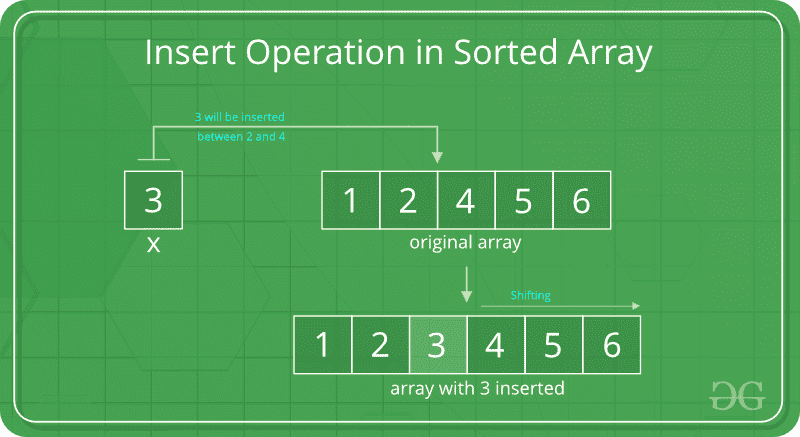 Insert Operation in Sorted Array
3 will be inserted
between 2 and 4
3
1 2 4 5 6
x
original array
Shifting
1 2 3 4 5 6
array with 3 inserted
GG